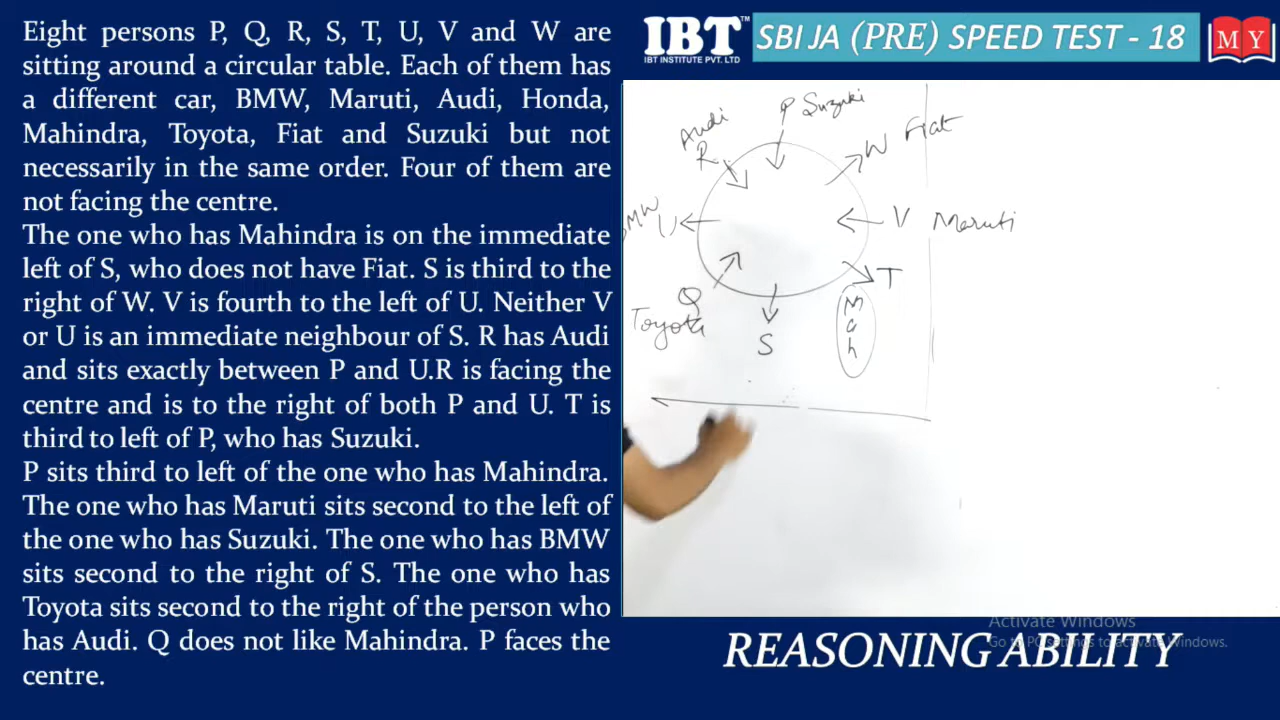 Eight persons P, Q, R, S, T, U, V and W are
sitting around a circular table. Each of them has
a different car, BMW, Maruti, Audi, Honda,
Mahindra, Toyota, Fiat and Suzuki but not
necessarily in the same order. Four of them are
not facing the centre.
The one who has Mahindra is on the immediate
left of S, who does not have Fiat. S is third to the
right of W. V is fourth to the left of U. Neither V
or U is an immediate neighbour of S. R has Audi
and sits exactly between P and U.R is facing the
centre and is to the right of both P and U. T is
third to left of P, who has Suzuki.
P sits third to left of the one who has Mahindra.
The one who has Maruti sits second to the left of
the one who has Suzuki. The one who has BMW
sits second to the right of S. The one who has
Toyota sits second to the right of the person who
has Audi. Q does not like Mahindra. P faces the
centre.
IBT
TM
IBT INSTITUTE PVT. LTD
SBI JA (PRE) SPEED TEST - 18
MY
P Suzuki
Audi
R
W Fiat
BMW
U
V Maruti
T
Q
Toyota
Mah
S
Activate Windows
Go to PC settings to activate Windows.
REASONING ABILITY